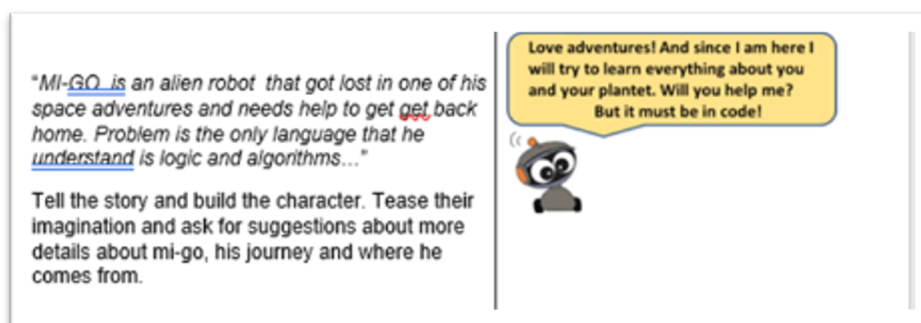 “MI-GO  is an alien robot  that got lost in one of his
space adventures and needs help to get get back
home. Problem is the only language that he
understand is logic and algorithms...”
Tell the story and build the character. Tease their
imagination and ask for suggestions about more
details about mi-go, his journey and where he
comes from.
Love adventures! And since I am here I
will try to learn everything about you
and your plantet. Will you help me?
But it must be in code!